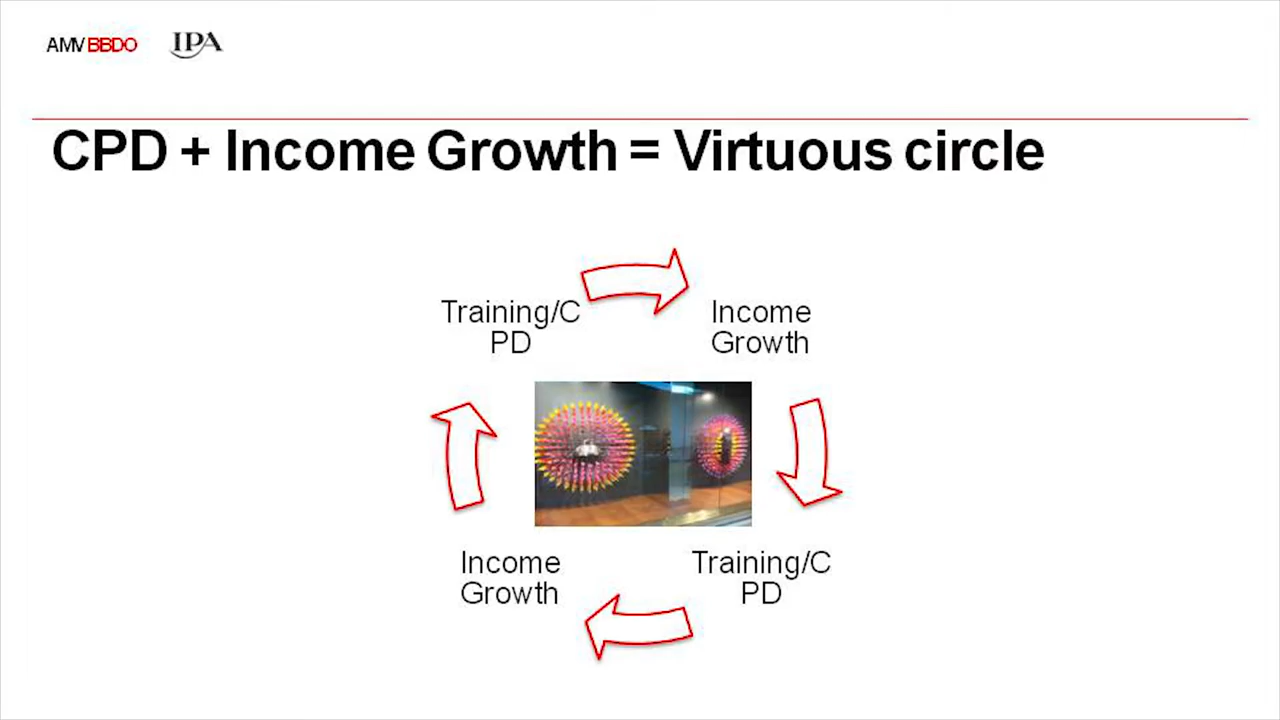 AMV BBDO IPA
CPD + Income Growth = Virtuous circle
Training/C
PD
Income
Growth
Income
Growth
Training/C
PD